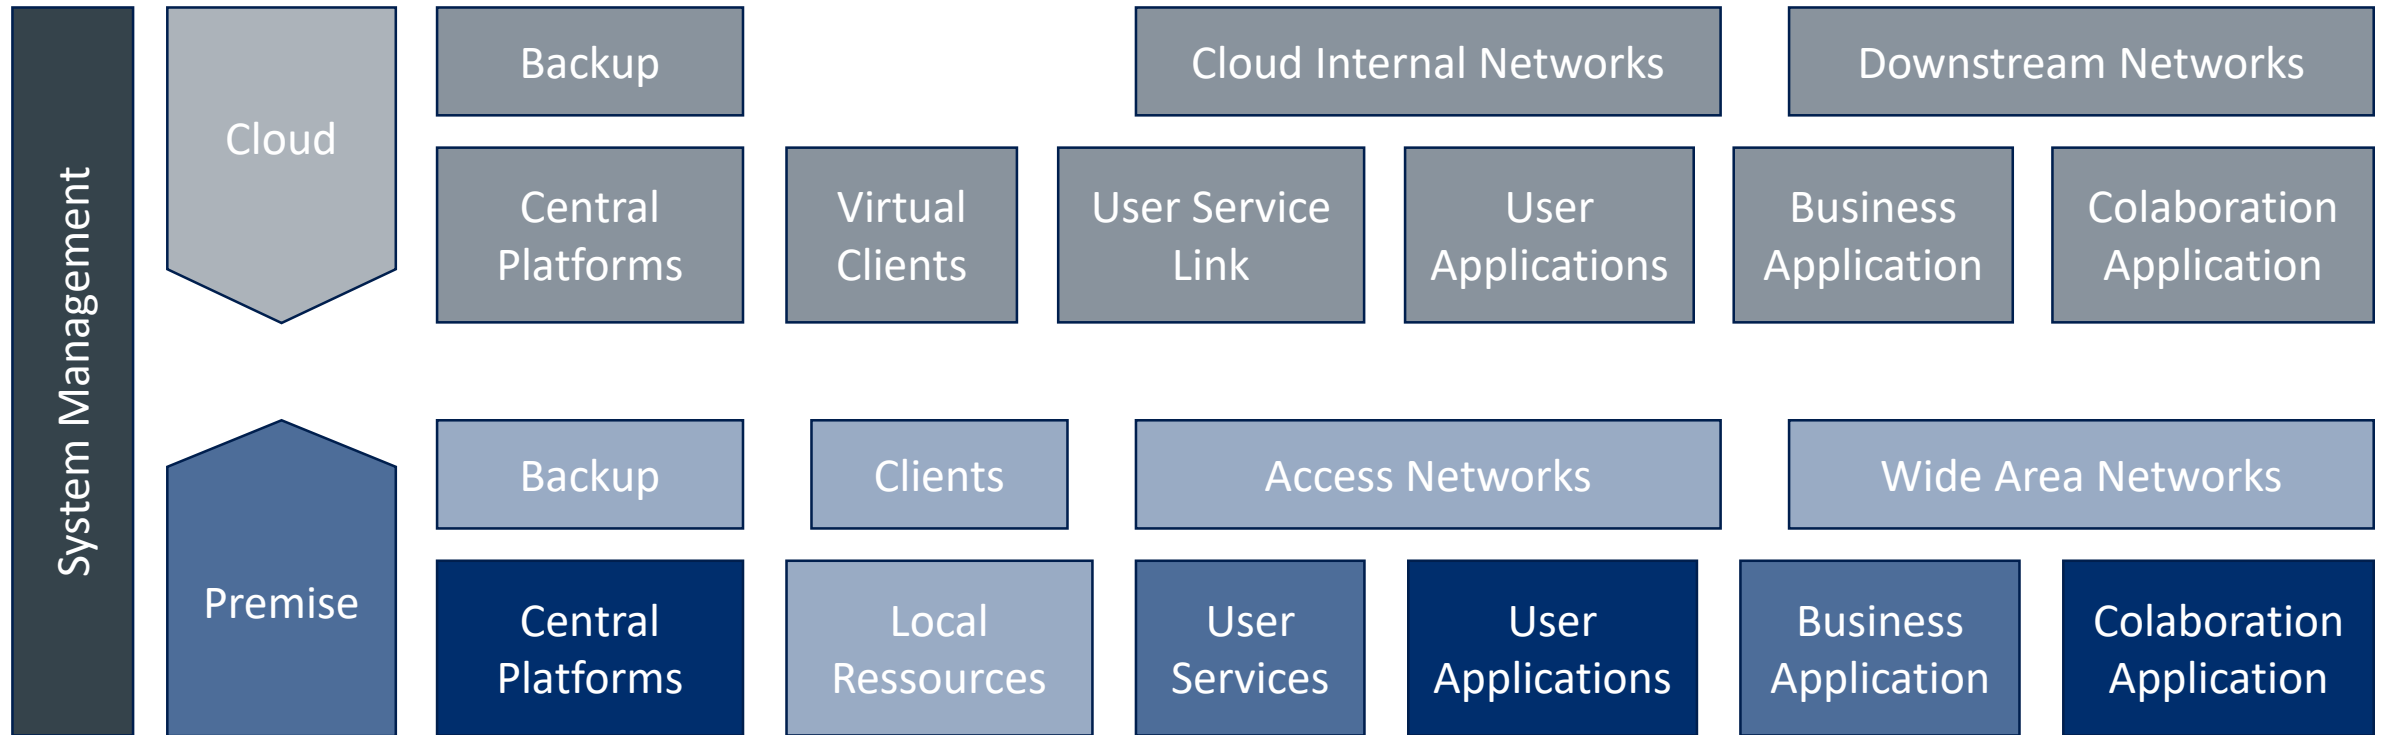 System Management
Cloud
Backup
Cloud Internal Networks
Downstream Networks
Central
Platforms
Virtual
Clients
User Service
Link
User
Applications
Business
Application
Colaboration
Application
Premise
Backup
Clients
Access Networks
Wide Area Networks
Central
Platforms
Local
Ressources
User
Services
User
Applications
Business
Application
Colaboration
Application